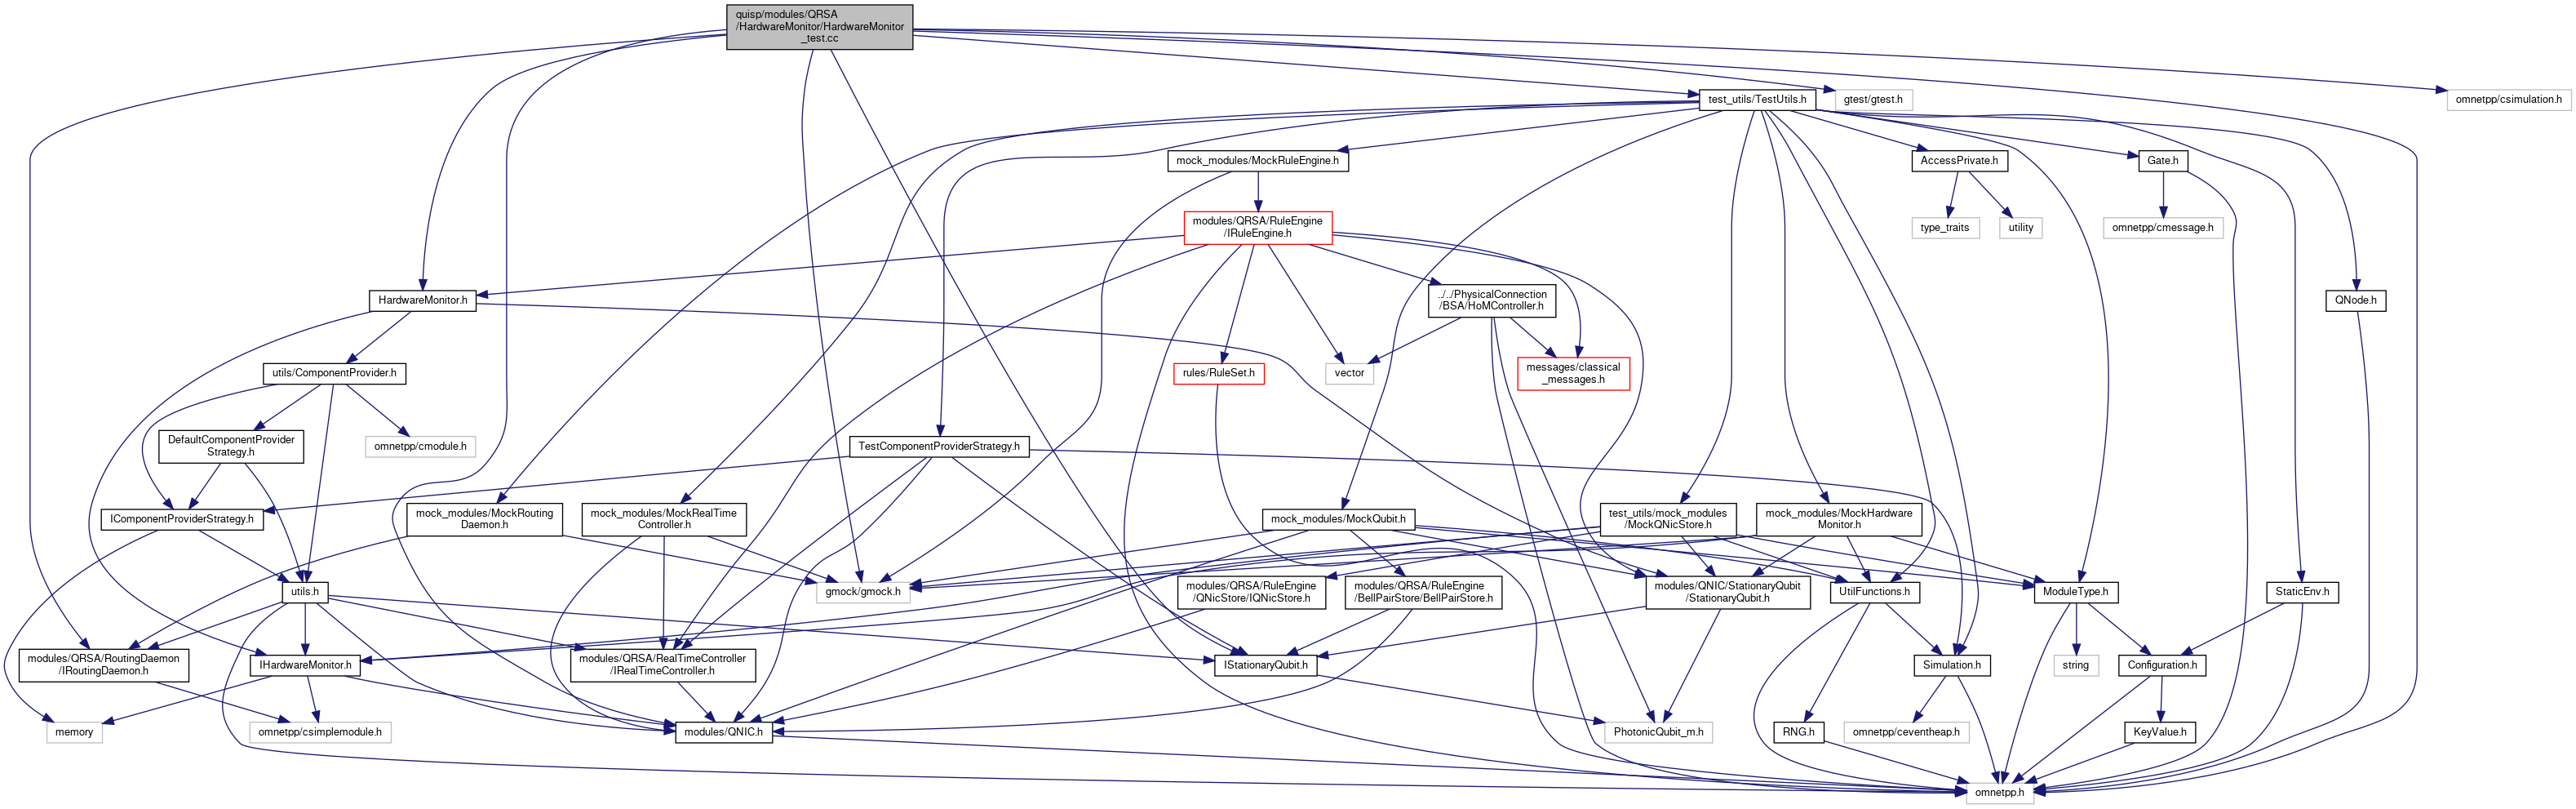 quisp/modules/QRSA
/HardwareMonitor/HardwareMonitor
_test.cc
test_utils/TestUtils.h
gtest/gtest.h
omnetpp/csimulation.h
mock_modules/MockRuleEngine.h
AccessPrivate.h
Gate.h
modules/QRSA/RuleEngine
/IRuleEngine.h
type_traits
utility
omnetpp/cmessage.h
HardwareMonitor.h
../../PhysicalConnection
/BSA/HoMController.h
QNode.h
utils/ComponentProvider.h
rules/RuleSet.h
vector
messages/classical
_messages.h
DefaultComponentProvider
Strategy.h
omnetpp/cmodule.h
TestComponentProviderStrategy.h
IComponentProviderStrategy.h
mock_modules/MockRouting
Daemon.h
mock_modules/MockRealTime
Controller.h
mock_modules/MockQubit.h
test_utils/mock_modules
/MockQNicStore.h
mock_modules/MockHardware
Monitor.h
utils.h
gmock/gmock.h
modules/QRSA/RuleEngine
/QNicStore/IQNicStore.h
modules/QRSA/RuleEngine
/BellPairStore/BellPairStore.h
modules/QNIC/StationaryQubit
/StationaryQubit.h
UtilFunctions.h
ModuleType.h
StaticEnv.h
modules/QRSA/RoutingDaemon
/IRoutingDaemon.h
IHardwareMonitor.h
modules/QRSA/RealTimeController
/IRealTimeController.h
IStationaryQubit.h
Simulation.h
string
Configuration.h
memory
omnetpp/csimplemodule.h
modules/QNIC.h
PhotonicQubit_m.h
RNG.h
omnetpp/ceventheap.h
KeyValue.h
omnetpp.h